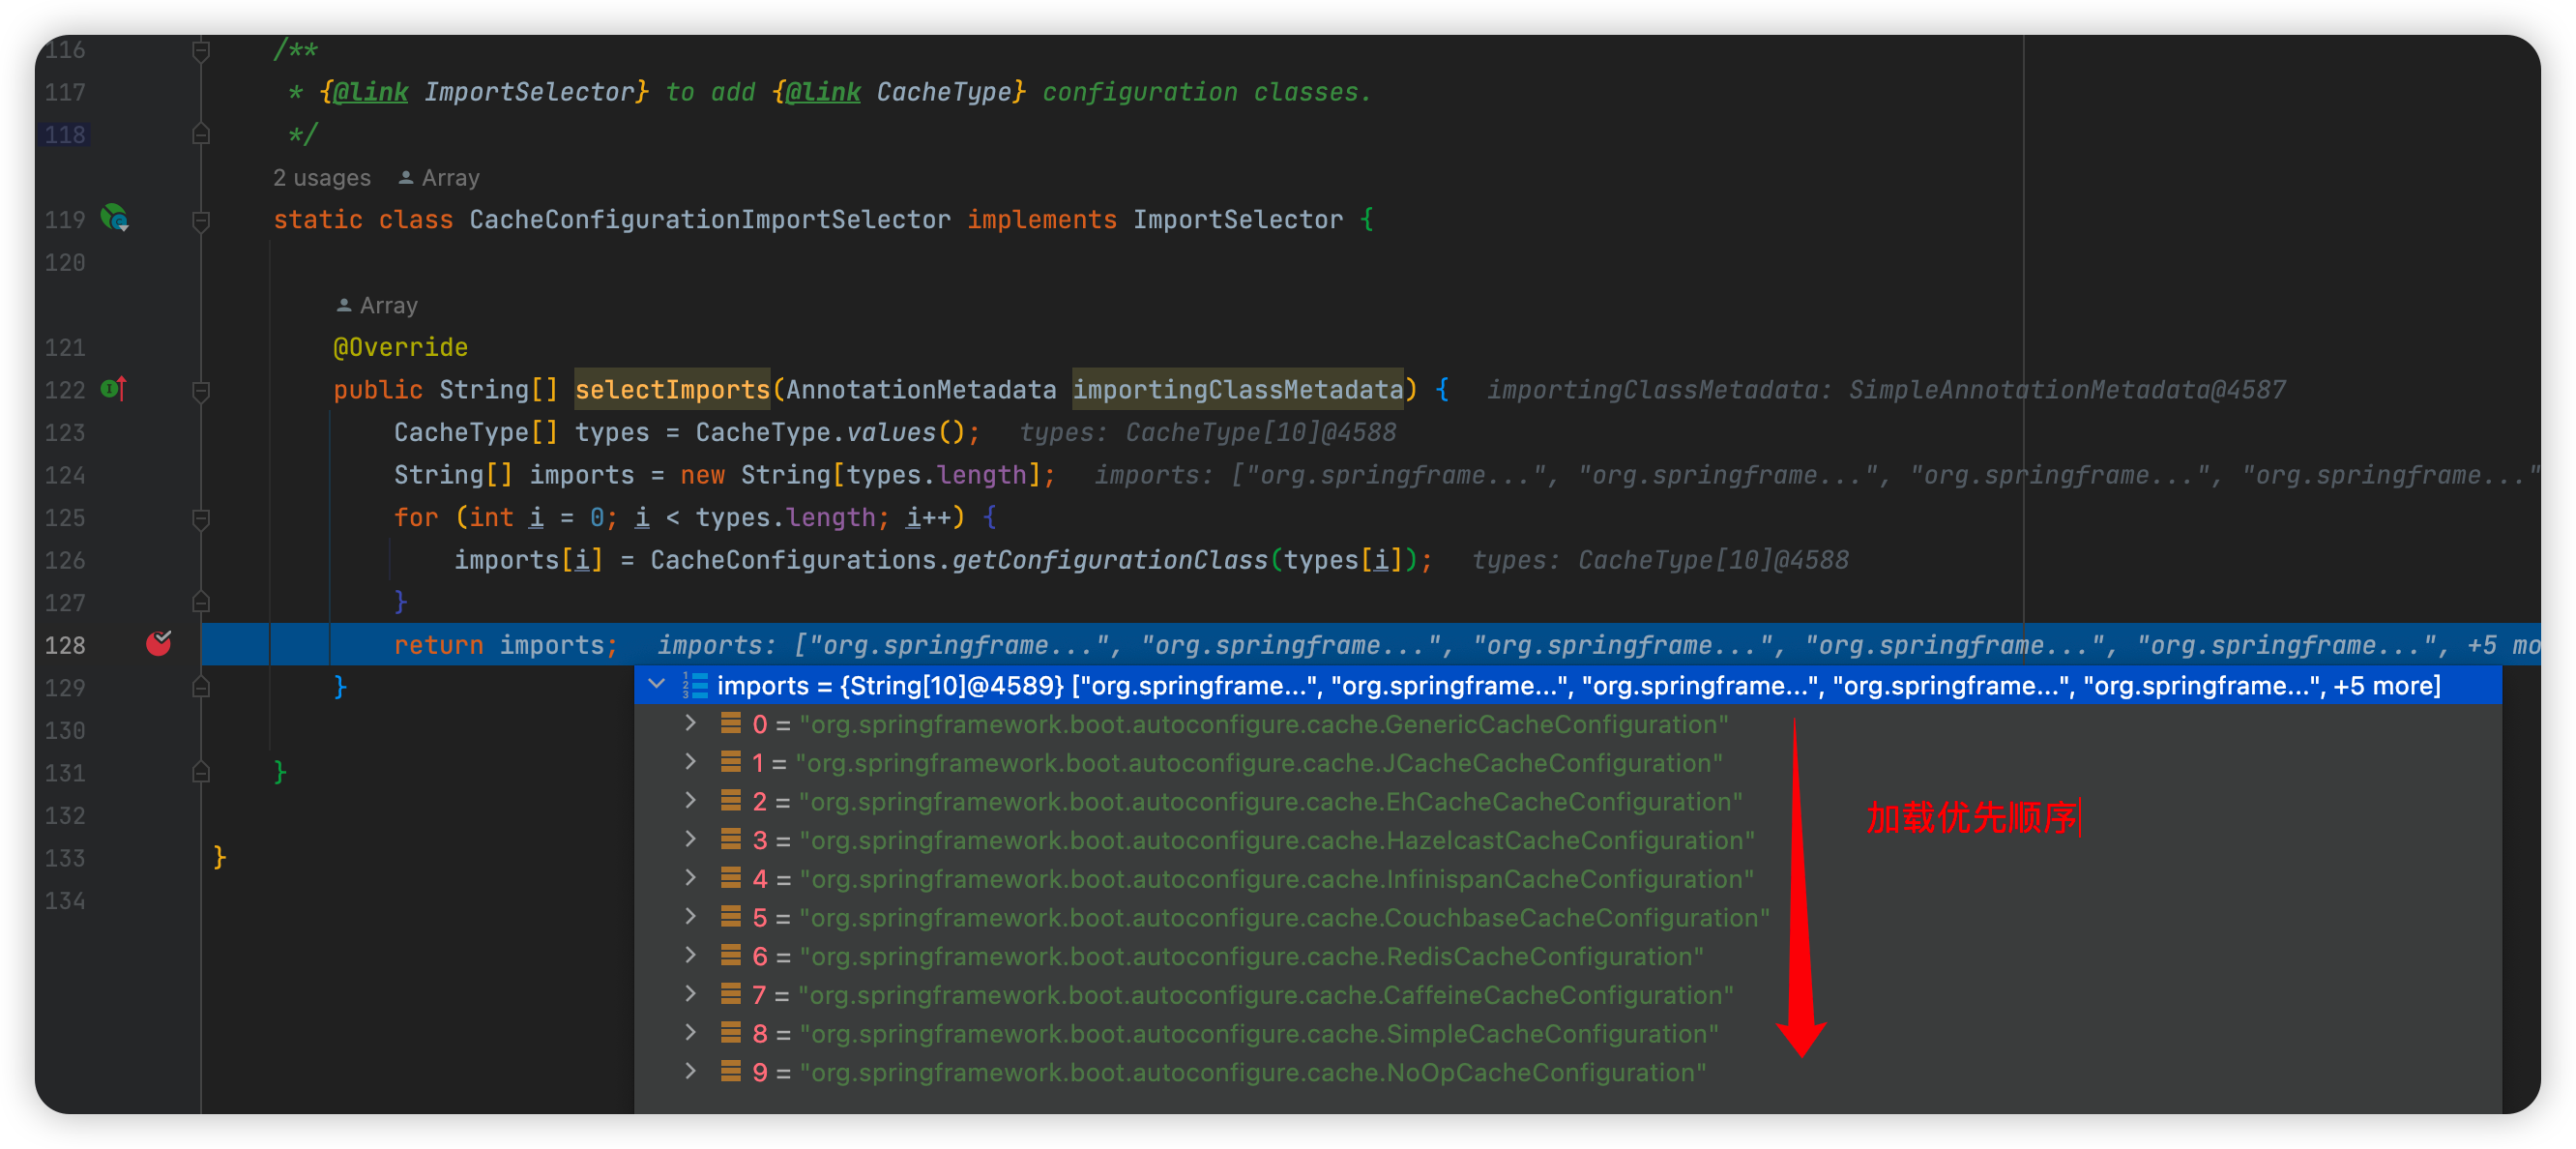 116 /**
117 * {@link ImportSelector} to add {@link CacheType} configuration classes.
118 */
2 usages Array
119 static class CacheConfigurationImportSelector implements ImportSelector {
120
Array
121 @Override
122 public String[] selectImports(AnnotationMetadata importingClassMetadata) { importingClassMetadata: SimpleAnnotationMetadata@4587
123 CacheType[] types = CacheType.values(); types: CacheType[10]@4588
124 String[] imports = new String[types.length]; imports: ["org.springframe...", "org.springframe...", "org.springframe...", "org.springframe..."
125 for (int i = 0; i < types.length; i++) {
126 imports[i] = CacheConfigurations.getConfigurationClass(types[i]); types: CacheType[10]@4588
127 }
128 return imports; imports: ["org.springframe...", "org.springframe...", "org.springframe...", "org.springframe...", "org.springframe...", +5 mo
129 }
imports = {String[10]@4589} ["org.springframe...", "org.springframe...", "org.springframe...", "org.springframe...", "org.springframe...", +5 more]
0 = "org.springframework.boot.autoconfigure.cache.GenericCacheConfiguration"
130
1 = "org.springframework.boot.autoconfigure.cache.JCacheCacheConfiguration"
131 }
2 = "org.springframework.boot.autoconfigure.cache.EhCacheCacheConfiguration"
加载优先顺序
132
3 = "org.springframework.boot.autoconfigure.cache.HazelcastCacheConfiguration"
133 }
4 = "org.springframework.boot.autoconfigure.cache.InfinispanCacheConfiguration"
134
5 = "org.springframework.boot.autoconfigure.cache.CouchbaseCacheConfiguration"
6 = "org.springframework.boot.autoconfigure.cache.RedisCacheConfiguration"
7 = "org.springframework.boot.autoconfigure.cache.CaffeineCacheConfiguration"
8 = "org.springframework.boot.autoconfigure.cache.SimpleCacheConfiguration"
9 = "org.springframework.boot.autoconfigure.cache.NoOpCacheConfiguration"